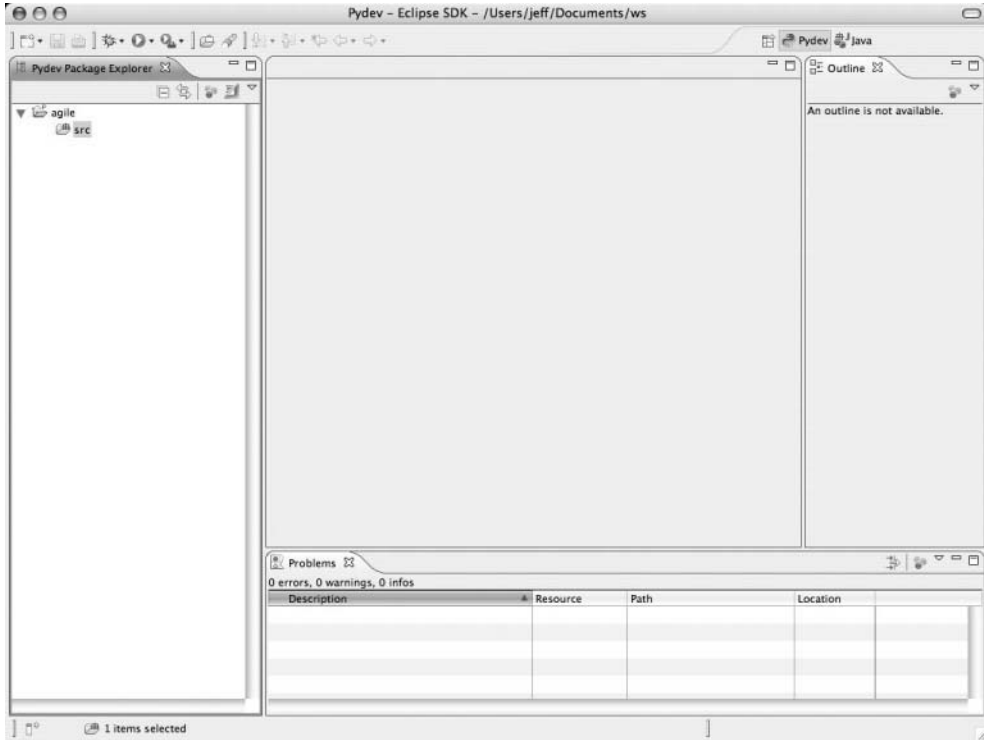 Pydev - Eclipse SDK - /Users/jeff/Documents/ws
Pydev Java
Pydev Package Explorer
Outline
agile
src
An outline is not available.
Problems
0 errors, 0 warnings, 0 infos
Description Resource Path Location
1 items selected